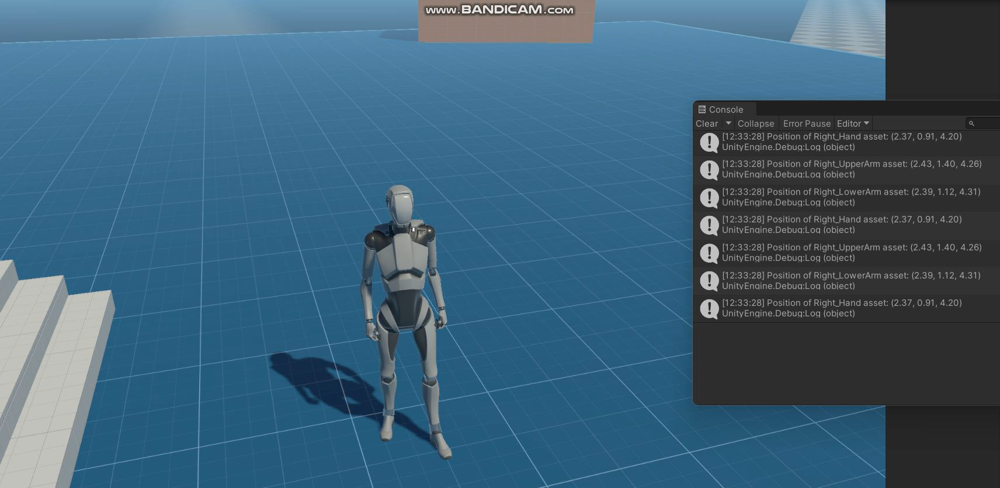 www.BANDICAM.com
Console
Clear Collapse Error Pause Editor
[12:33:28] Position of Right_Hand asset: (2.37, 0.91, 4.20)
UnityEngine.Debug:Log (object)
[12:33:28] Position of Right_UpperArm asset: (2.43, 1.40, 4.26)
UnityEngine.Debug:Log (object)
[12:33:28] Position of Right_LowerArm asset: (2.39, 1.12, 4.31)
UnityEngine.Debug:Log (object)
[12:33:28] Position of Right_Hand asset: (2.37, 0.91, 4.20)
UnityEngine.Debug:Log (object)
[12:33:28] Position of Right_UpperArm asset: (2.43, 1.40, 4.26)
UnityEngine.Debug:Log (object)
[12:33:28] Position of Right_LowerArm asset: (2.39, 1.12, 4.31)
UnityEngine.Debug:Log (object)
[12:33:28] Position of Right_Hand asset: (2.37, 0.91, 4.20)
UnityEngine.Debug:Log (object)